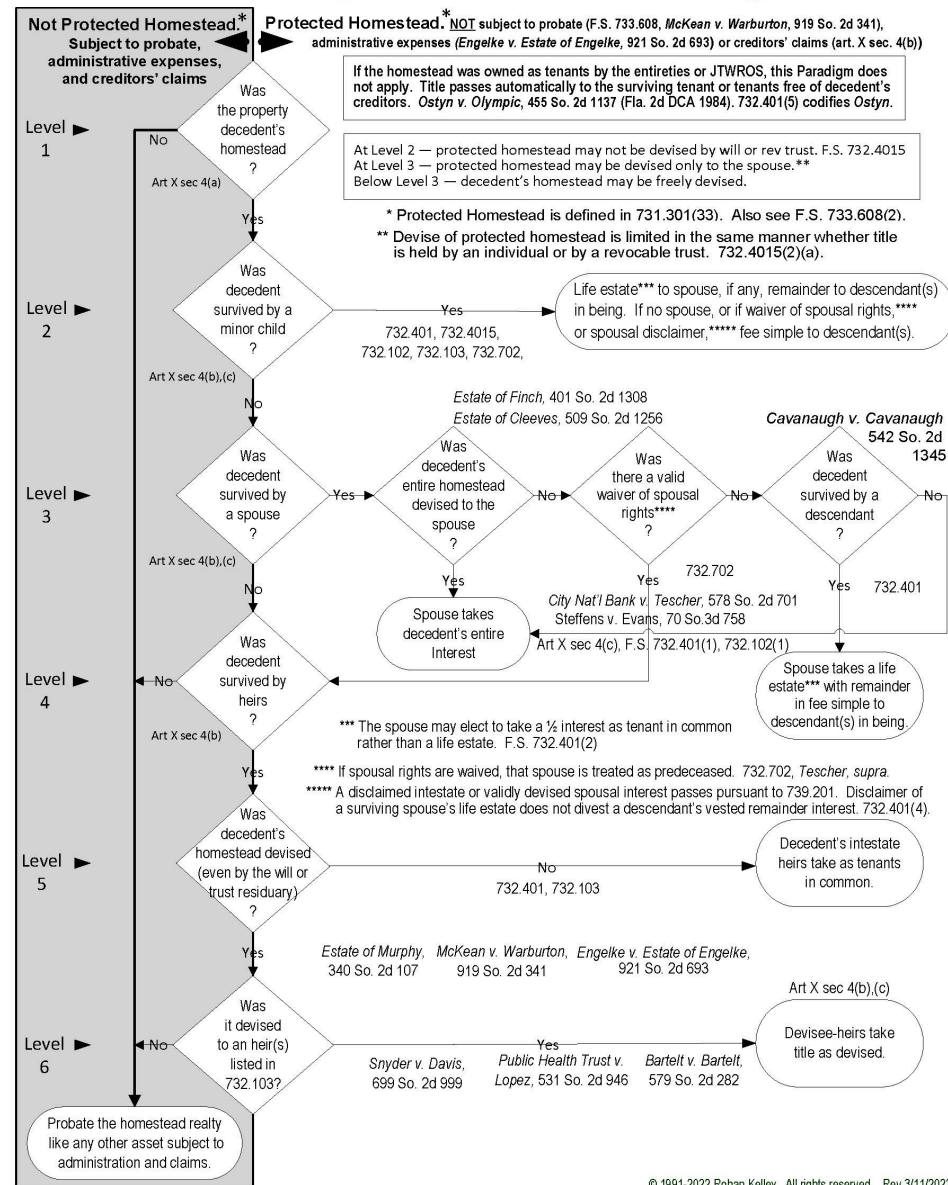 Not Protected Homestead.*
Subject to probate,
administrative expenses,
and creditors' claims
Protected Homestead.* NOT subject to probate (F.S. 733.608, McKean v. Warburton, 919 So. 2d 341),
administrative expenses (Engelke v. Estate of Engelke, 921 So. 2d 693) or creditors' claims (art. X sec. 4(b))
If the homestead was owned as tenants by the entireties or JTWROS, this Paradigm does
not apply. Title passes automatically to the surviving tenant or tenants free of decedent's
creditors. Ostyn v. Olympic, 455 So. 2d 1137 (Fla. 2d DCA 1984). 732.401(5) codifies Ostyn.
Level
1
Was
the property
decedent's
homestead
?
No
Art X sec 4(a)
Yes
At Level 2 — protected homestead may not be devised by will or rev trust. F.S. 732.4015
At Level 3 — protected homestead may be devised only to the spouse.**
Below Level 3 — decedent's homestead may be freely devised.
* Protected Homestead is defined in 731.301(33). Also see F.S. 733.608(2).
** Devise of protected homestead is limited in the same manner whether title
is held by an individual or by a revocable trust. 732.4015(2)(a).
Level
2
Was
decedent
survived by a
minor child
?
Yes
732.401, 732.4015,
732.102, 732.103, 732.702,
Life estate*** to spouse, if any, remainder to descendant(s)
in being. If no spouse, or if waiver of spousal rights,****
or spousal disclaimer,***** fee simple to descendant(s).
Art X sec 4(b),(c)
No
Estate of Finch, 401 So. 2d 1308
Estate of Cleeves, 509 So. 2d 1256
Cavanaugh v. Cavanaugh
542 So. 2d
1345
Level
3
Was
decedent
survived by
a spouse
?
Yes
Was
decedent's
entire homestead
devised to the
spouse
?
No
Was
there a valid
waiver of spousal
rights****
?
No
Was
decedent
survived by a
descendant
?
No
Art X sec 4(b),(c)
No
Yes
Yes
732.702
Yes
732.401
City Nat'l Bank v. Tescher, 578 So. 2d 701
Steffens v. Evans, 70 So.3d 758
Art X sec 4(c), F.S. 732.401(1), 732.102(1)
Spouse takes
decedent's entire
Interest
Spouse takes a life
estate*** with remainder
in fee simple to
descendant(s) in being.
Level
4
No
Was
decedent
survived by
heirs
?
Art X sec 4(b)
Yes
*** The spouse may elect to take a ½ interest as tenant in common
rather than a life estate. F.S. 732.401(2)
**** If spousal rights are waived, that spouse is treated as predeceased. 732.702, Tescher, supra.
***** A disclaimed intestate or validly devised spousal interest passes pursuant to 739.201. Disclaimer of
a surviving spouse's life estate does not divest a descendant's vested remainder interest. 732.401(4).
Level
5
Was
decedent's
homestead devised
(even by the will or
trust residuary)
?
No
732.401, 732.103
Decedent's intestate
heirs take as tenants
in common.
Yes
Estate of Murphy,
340 So. 2d 107
McKean v. Warburton,
919 So. 2d 341
Engelke v. Estate of Engelke,
921 So. 2d 693
Art X sec 4(b),(c)
Level
6
No
Was
it devised
to an heir(s)
listed in
732.103?
Yes
Snyder v. Davis,
699 So. 2d 999
Public Health Trust v.
Lopez, 531 So. 2d 946
Bartelt v. Bartelt,
579 So. 2d 282
Devisee-heirs take
title as devised.
Probate the homestead realty
like any other asset subject to
administration and claims.
© 1991-2022 Rohan Kelley All rights reserved Rev 3/11/2022